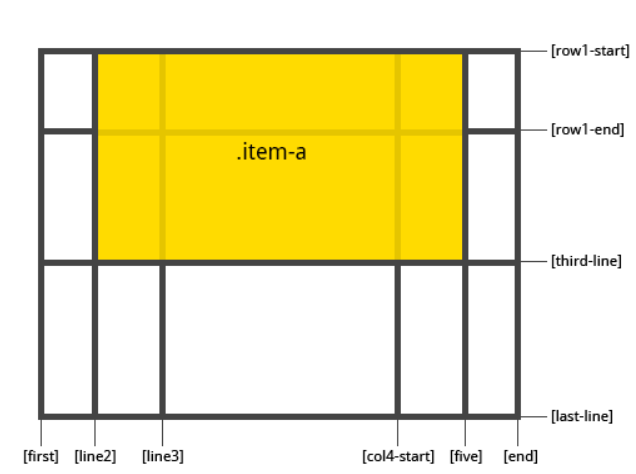 [row1-start]
[row1-end]
.item-a
[third-line]
[last-line]
[first] [line2] [line3] [col4-start] [five] [end]